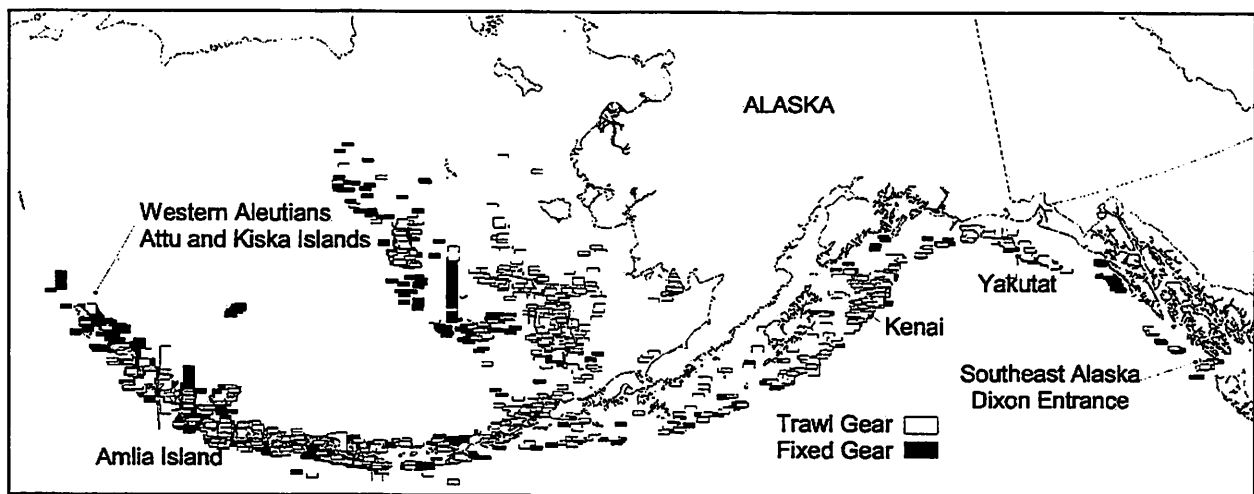 ALASKA
Western Aleutians
Attu and Kiska Islands
Yakutat
Kenai
Southeast Alaska
Dixon Entrance
Trawl Gear
Fixed Gear
Amlia Island